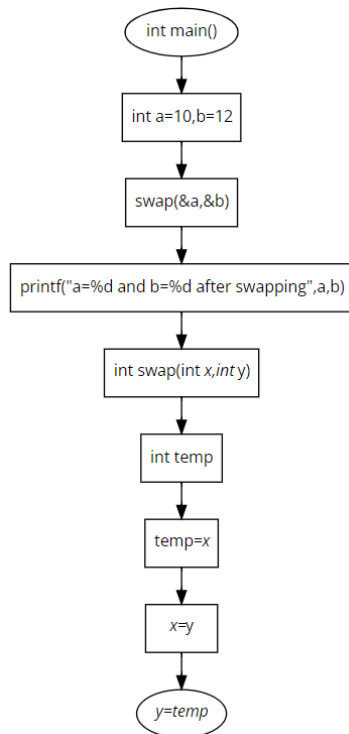 int main()
int a=10,b=12
swap(&a,&b)
printf("a=%d and b=%d after swapping",a,b)
int swap(int x,int y)
int temp
temp=x
x=y
y=temp